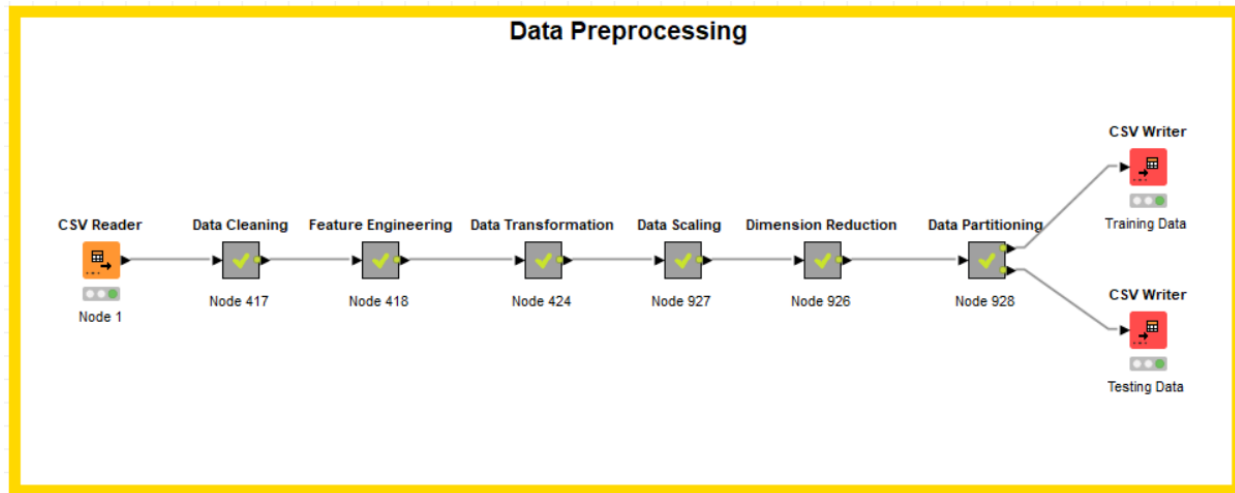 Data Preprocessing
CSV Writer
Training Data
CSV Reader
Data Cleaning
Feature Engineering
Data Transformation
Data Scaling
Dimension Reduction
Data Partitioning
Node 1
Node 417
Node 418
Node 424
Node 927
Node 926
Node 928
CSV Writer
Testing Data